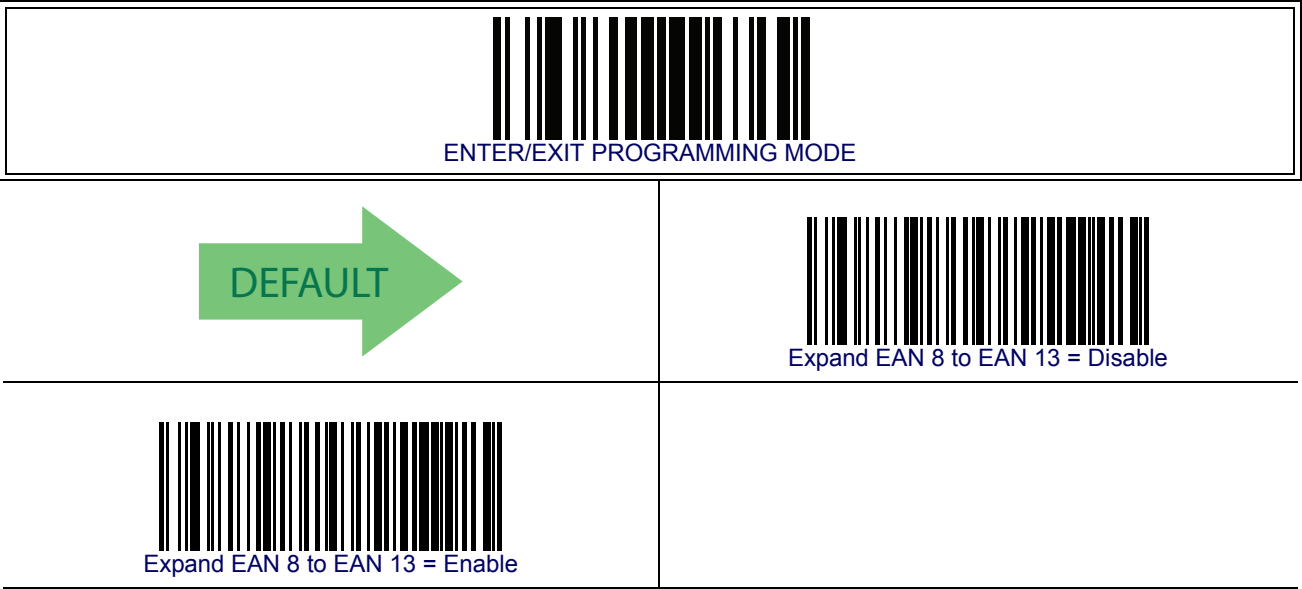 ENTER/EXIT PROGRAMMING MODE
DEFAULT
Expand EAN 8 to EAN 13 = Disable
Expand EAN 8 to EAN 13 = Enable